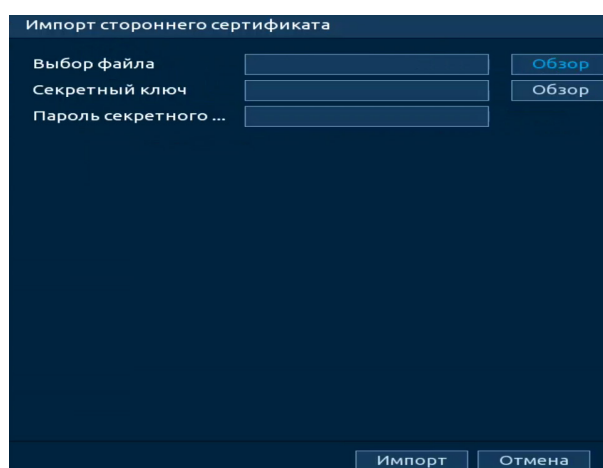 Импорт стороннего сертификата
Выбор файла Обзор
Секретный ключ Обзор
Пароль секретного ...
Импорт Отмена